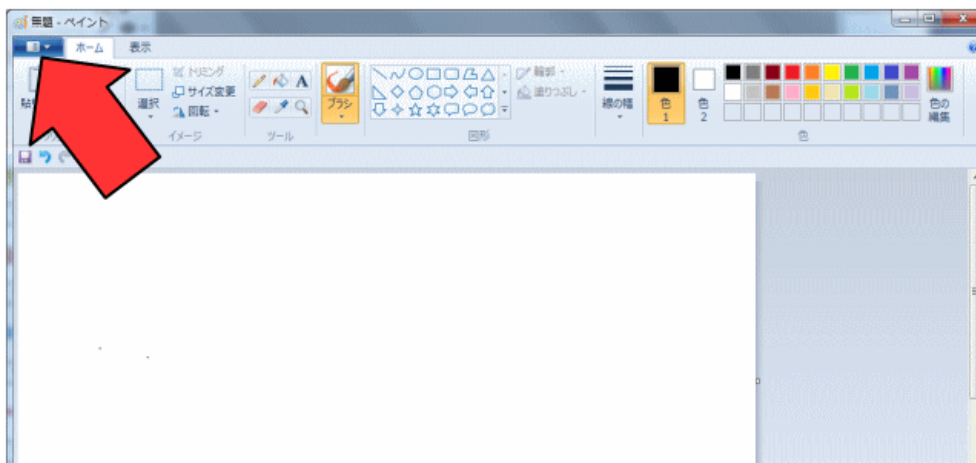 無題 - ペイント
ホーム 表示
トリミング
サイズ変更
回転
選択
ブラシ
輪郭
塗りつぶし
線の幅
色
1
色
2
色の
編集
イメージ ツール 図形 色